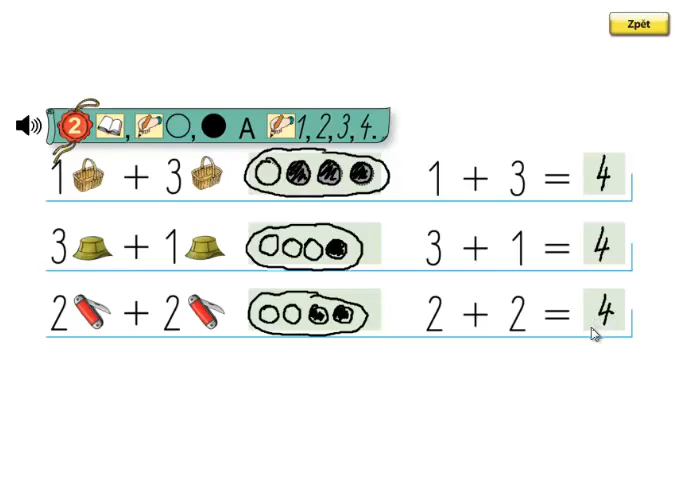 Zpět
2 , , A 1, 2, 3, 4.
1 + 3 1 + 3 = 4
3 + 1 3 + 1 = 4
2 + 2 2 + 2 = 4